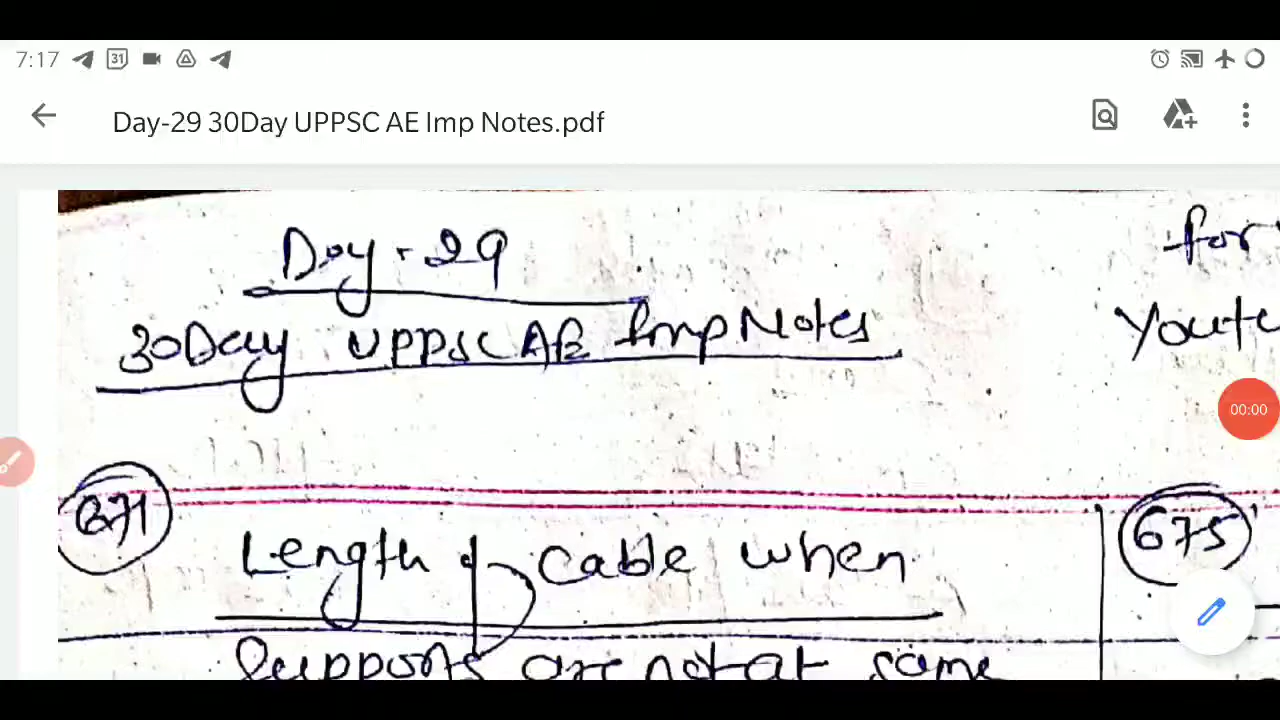 7:17
31
Day-29 30Day UPPSC AE Imp Notes.pdf
Day - 29
30Day UPPSC AE Imp Notes
for
Youtu
00:00
671
Length of Cable when
675
Supports are not at same